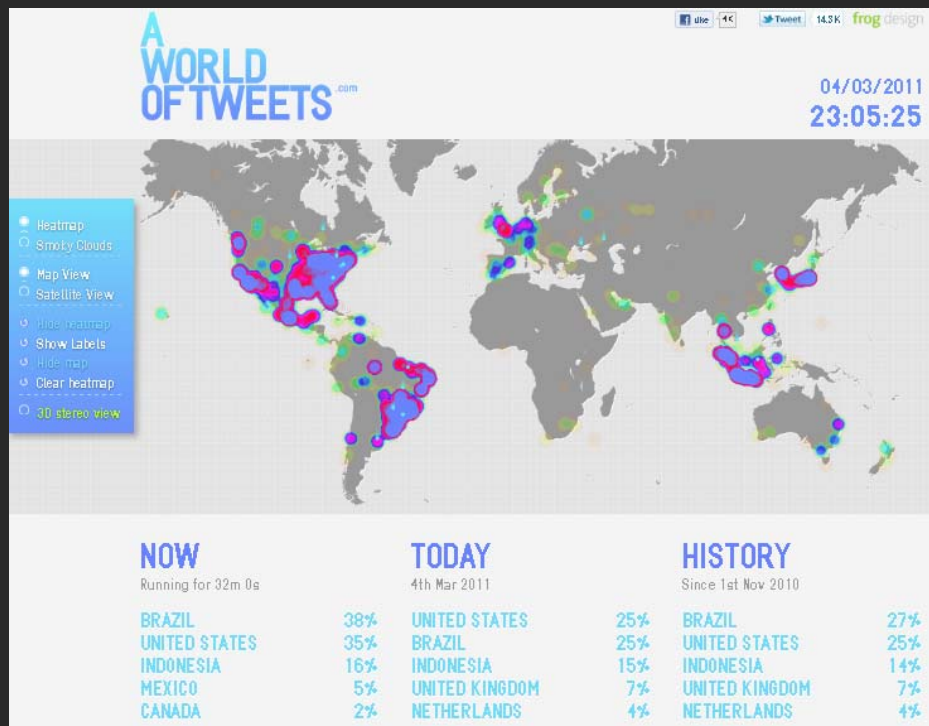 Like 4K Tweet 14.3K frog design
A
WORLD
OF TWEETS .com
04/03/2011
23:05:25
Heatmap
Smoky Clouds
Map View
Satellite View
Hide heatmap
Show Labels
Hide map
Clear heatmap
3D stereo view
NOW
Running for 32m 0s
BRAZIL 38%
UNITED STATES 35%
INDONESIA 16%
MEXICO 5%
CANADA 2%
TODAY
4th Mar 2011
UNITED STATES 25%
BRAZIL 25%
INDONESIA 15%
UNITED KINGDOM 7%
NETHERLANDS 4%
HISTORY
Since 1st Nov 2010
BRAZIL 27%
UNITED STATES 25%
INDONESIA 14%
UNITED KINGDOM 7%
NETHERLANDS 4%